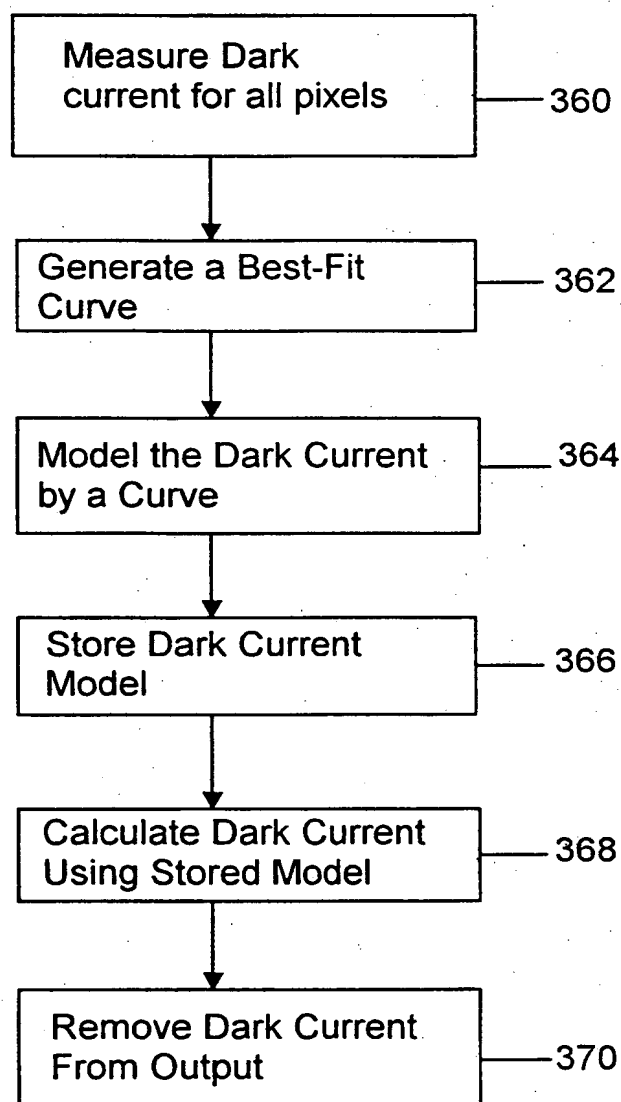 Measure Dark
current for all pixels
360
Generate a Best-Fit
Curve
362
Model the Dark Current
by a Curve
364
Store Dark Current
Model
366
Calculate Dark Current
Using Stored Model
368
Remove Dark Current
From Output
370